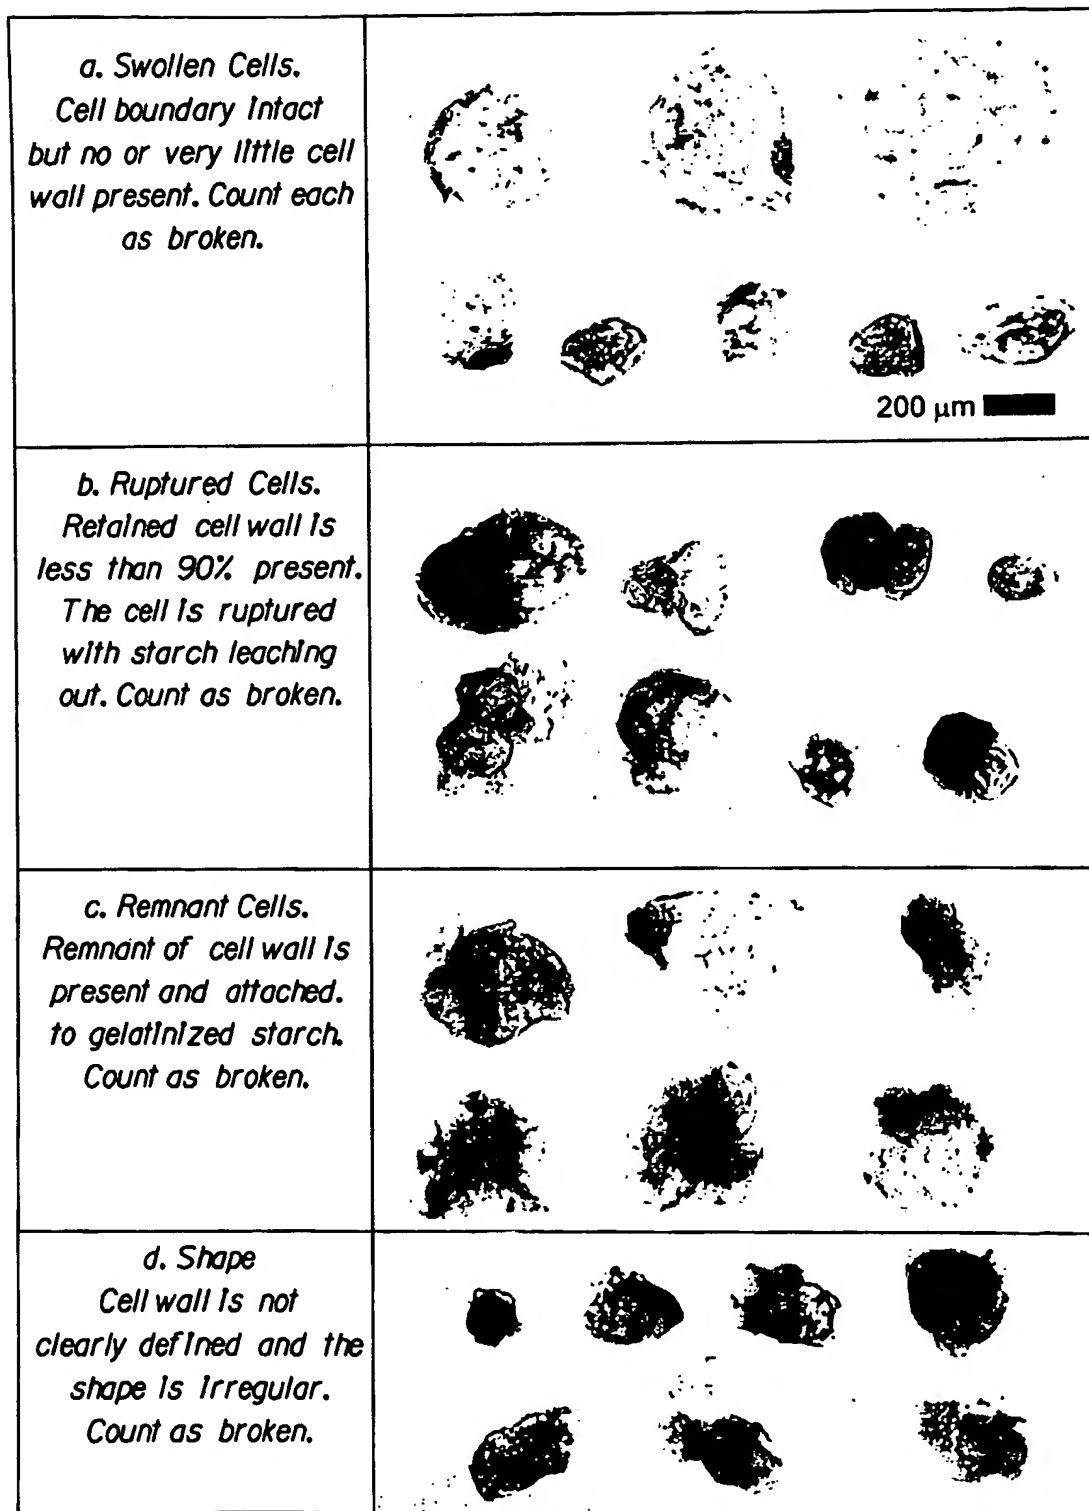 a. Swollen Cells.
Cell boundary intact
but no or very little cell
wall present. Count each
as broken.
200 μm
b. Ruptured Cells.
Retained cell wall is
less than 90% present.
The cell is ruptured
with starch leaching
out. Count as broken.
c. Remnant Cells.
Remnant of cell wall is
present and attached.
to gelatinized starch.
Count as broken.
d. Shape
Cell wall is not
clearly defined and the
shape is irregular.
Count as broken.